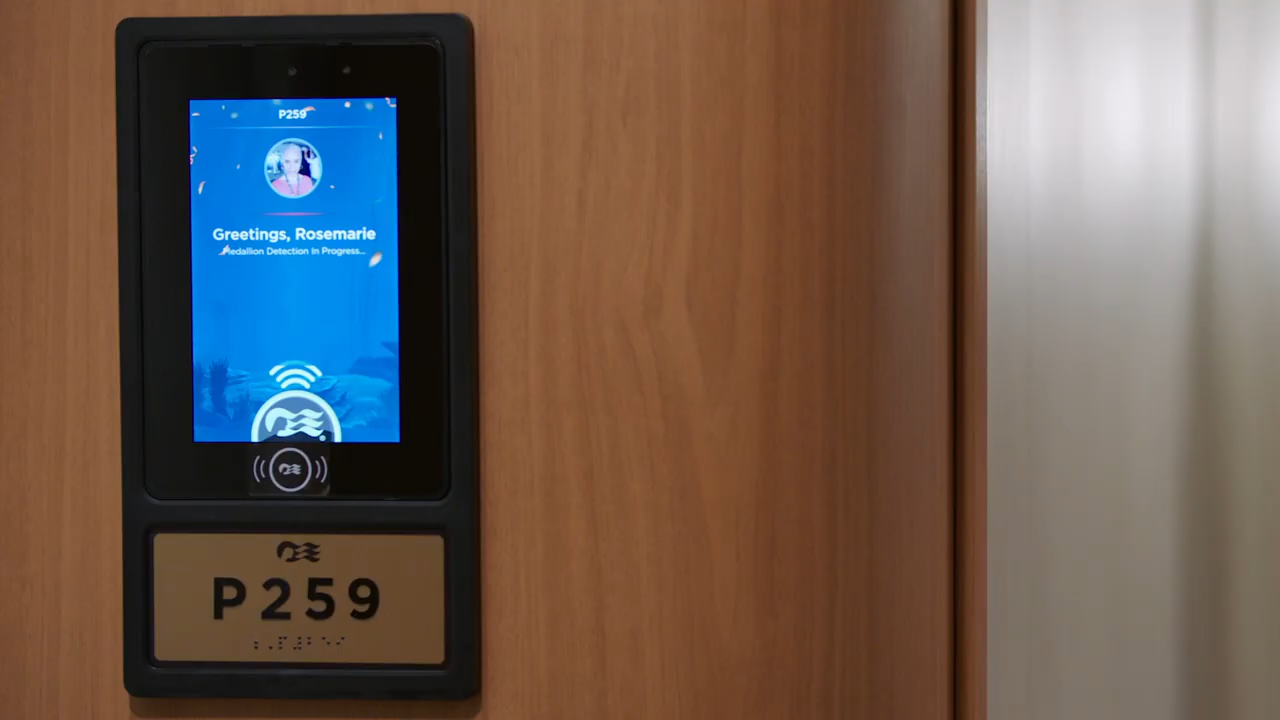 P259
Greetings, Rosemarie
Medallion Detection In Progress...
P259